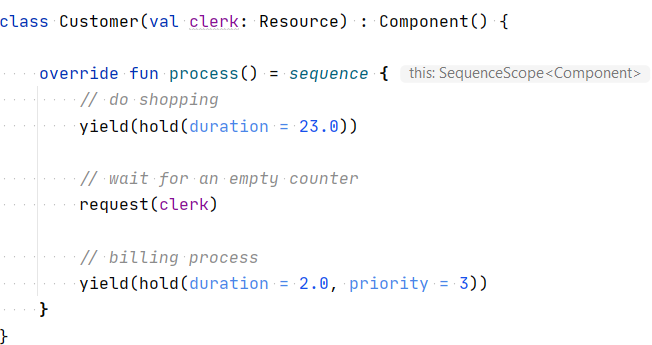 class Customer(val clerk: Resource) : Component() {
override fun process() = sequence { this: SequenceScope<Component>
// do shopping
yield(hold(duration = 23.0))
// wait for an empty counter
request(clerk)
// billing process
yield(hold(duration = 2.0, priority = 3))
}
}